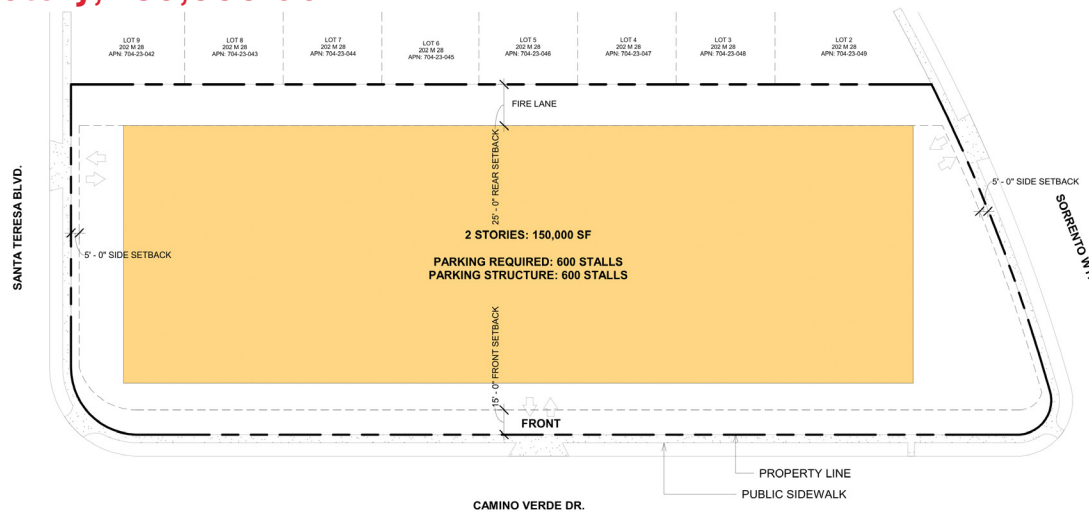 LOT 9
202 M 28
APN: 704-23-042
LOT 8
202 M 28
APN: 704-23-043
LOT 7
202 M 28
APN: 704-23-044
LOT 6
202 M 28
APN: 704-23-045
LOT 5
202 M 28
APN: 704-23-046
LOT 4
202 M 28
APN: 704-23-047
LOT 3
202 M 28
APN: 704-23-048
LOT 2
202 M 28
APN: 704-23-049
FIRE LANE
25' - 0" REAR SETBACK
5' - 0" SIDE SETBACK
SANTA TERESA BLVD.
5' - 0" SIDE SETBACK
2 STORIES: 150,000 SF
PARKING REQUIRED: 600 STALLS
PARKING STRUCTURE: 600 STALLS
15' - 0" FRONT SETBACK
FRONT
PROPERTY LINE
PUBLIC SIDEWALK
CAMINO VERDE DR.
SORRENTO